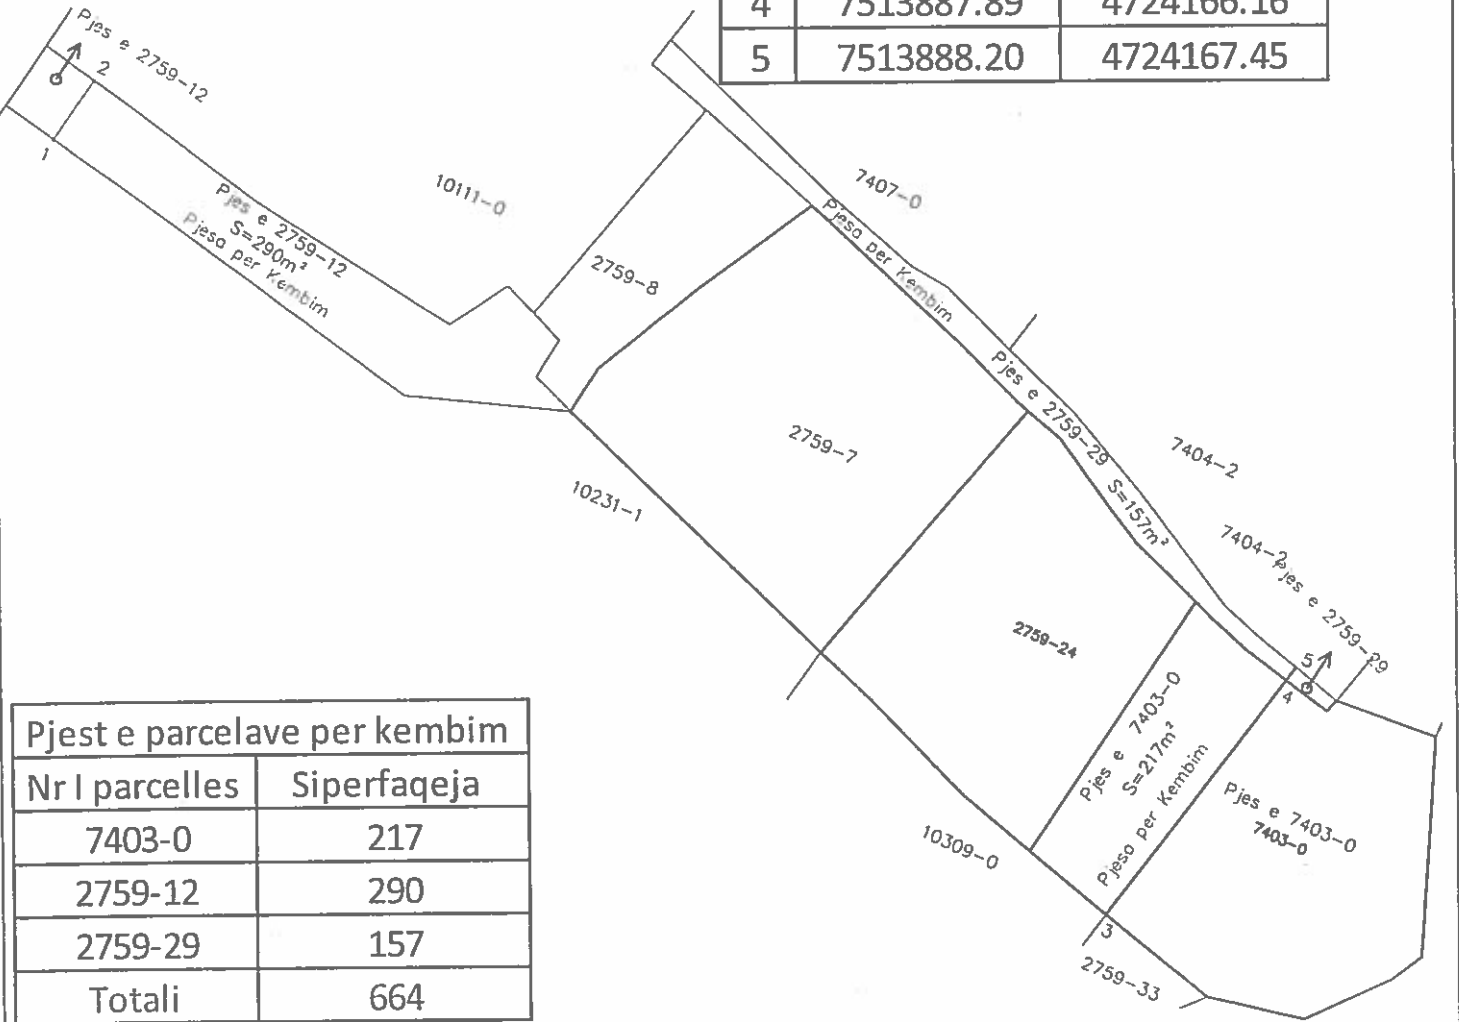 4 7513887.89 4724166.16
5 7513888.20 4724167.45
Pjes e 2759-12
2
1
Pjes e 2759-12
S=290m²
Pjesa per Kembim
10111-0
2759-8
7407-0
Pjesa per Kembim
Pjes e 2759-29 S=157m²
2759-7
10231-1
7404-2
7404-2
Pjes e 2759-29
2759-24
5
4
Pjes e 7403-0
S=217m²
Pjesa per Kembim
Pjes e 7403-0
7403-0
10309-0
3
2759-33
Pjest e parcelave per kembim
Nr I parcelles Siperfaqeja
7403-0 217
2759-12 290
2759-29 157
Totali 664